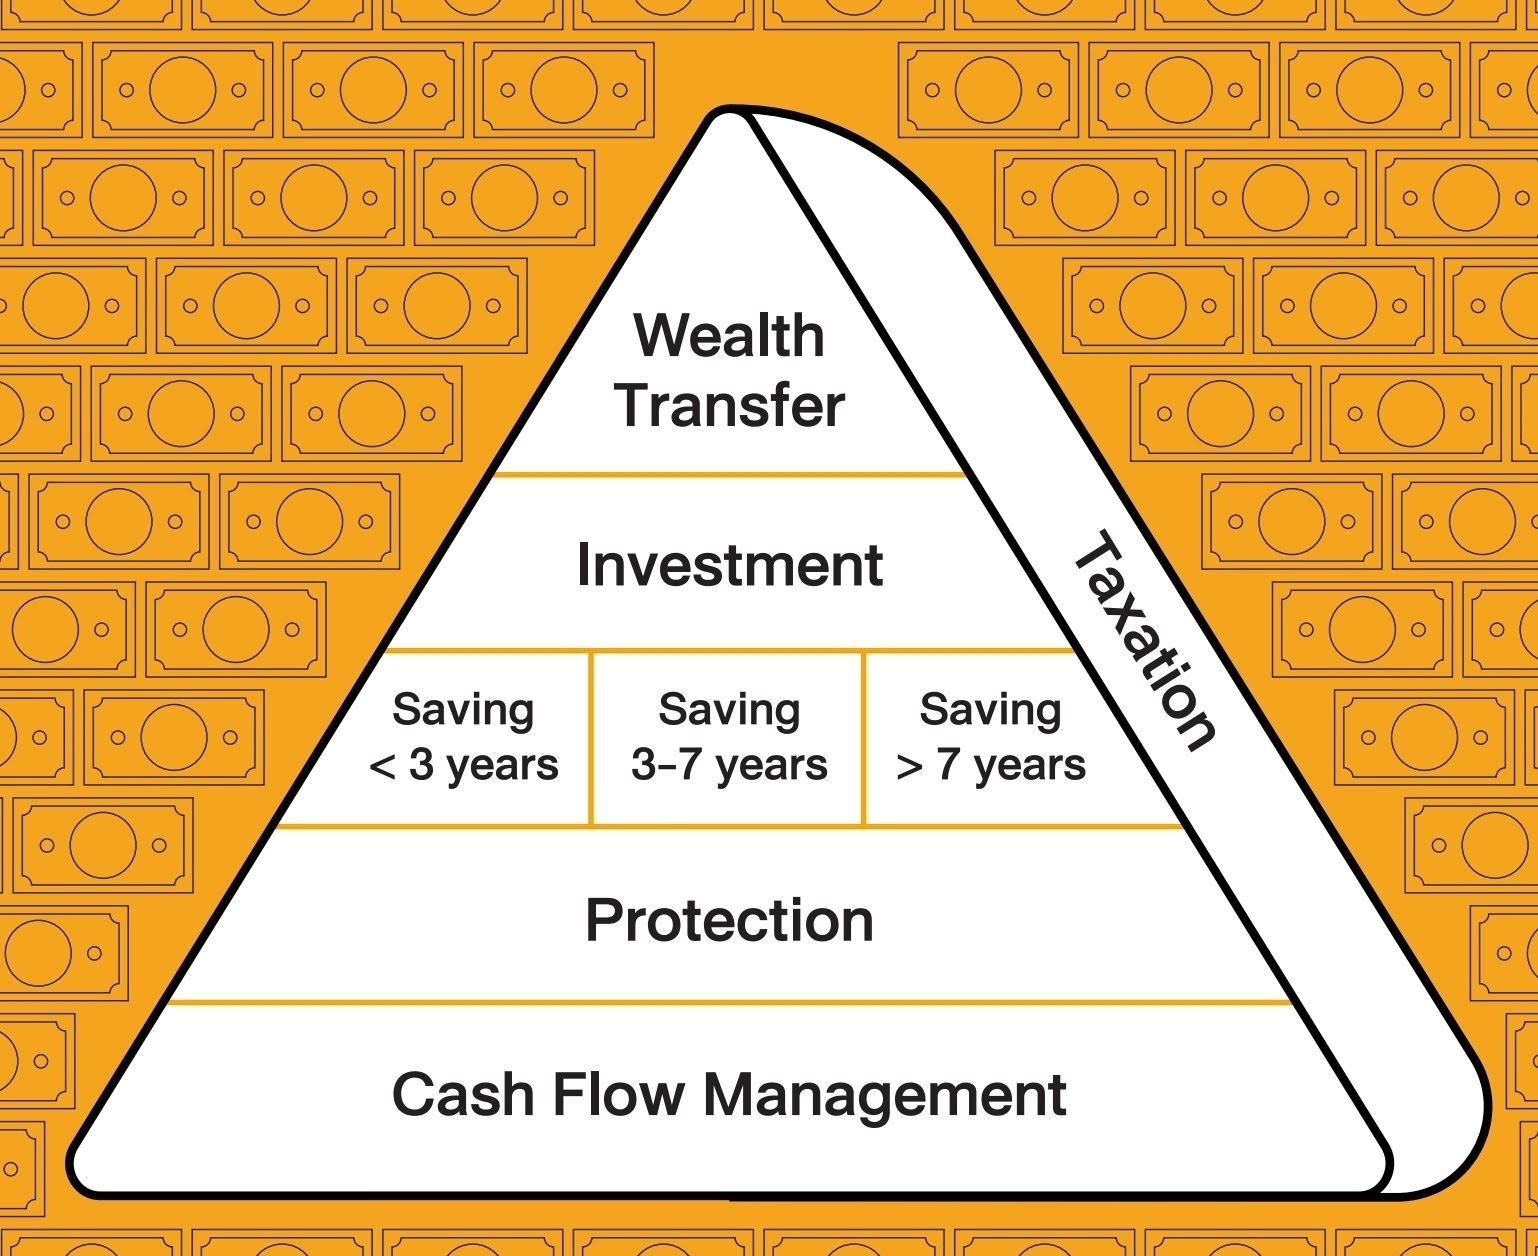 Wealth
Transfer
Investment
Saving
< 3 years
Saving
3–7 years
Saving
> 7 years
Protection
Cash Flow Management
Taxation